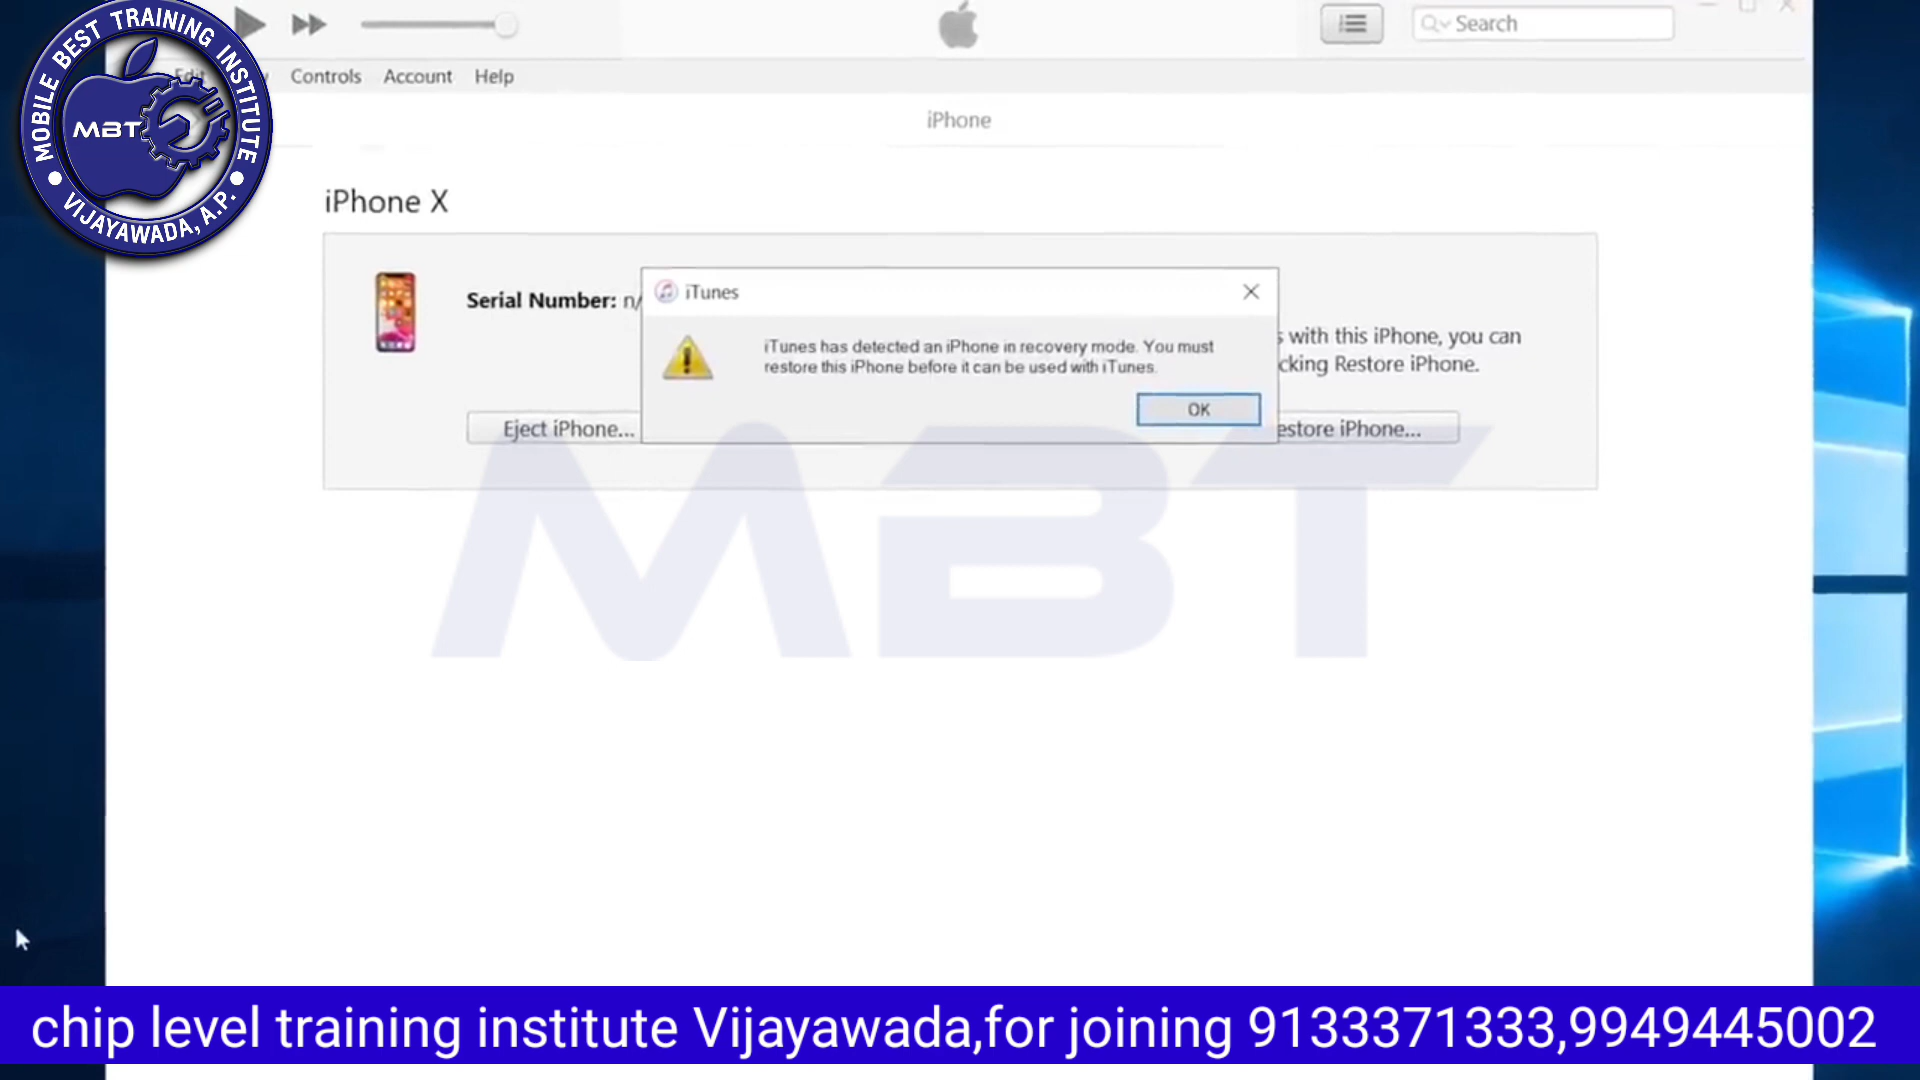 MOBILE BEST TRAINING INSTITUTE
MBT
VIJAYAWADA, A.P.
Search
Edit
Controls Account Help
iPhone
iPhone X
Serial Number: n/
iTunes
iTunes has detected an iPhone in recovery mode. You must
restore this iPhone before it can be used with iTunes.
OK
with this iPhone, you can
cking Restore iPhone.
Eject iPhone...
estore iPhone...
MBT
chip level training institute Vijayawada,for joining 9133371333,9949445002